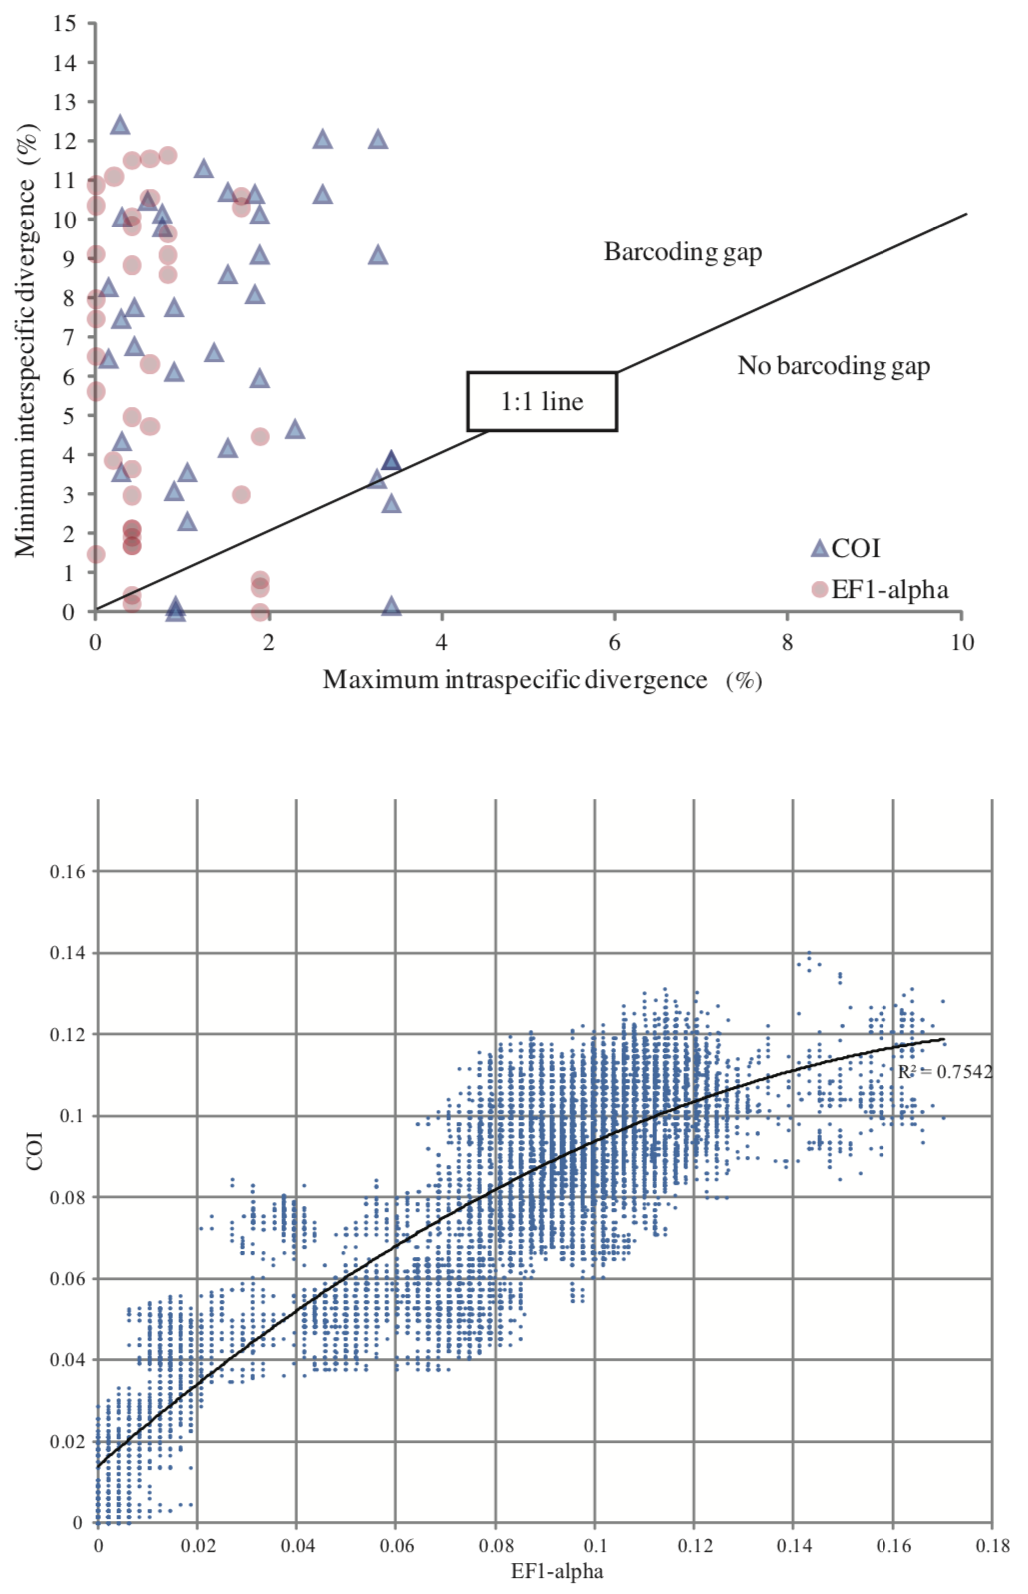 15
14
13
12
11
10
9
8
7
6
5
4
3
2
1
0
Minimum interspecific divergence (%)
Barcoding gap
No barcoding gap
1:1 line
COI
EF1-alpha
0 2 4 6 8 10
Maximum intraspecific divergence (%)
0.16
0.14
0.12
0.1
0.08
0.06
0.04
0.02
0
COI
R² = 0.7542
0 0.02 0.04 0.06 0.08 0.1 0.12 0.14 0.16 0.18
EF1-alpha